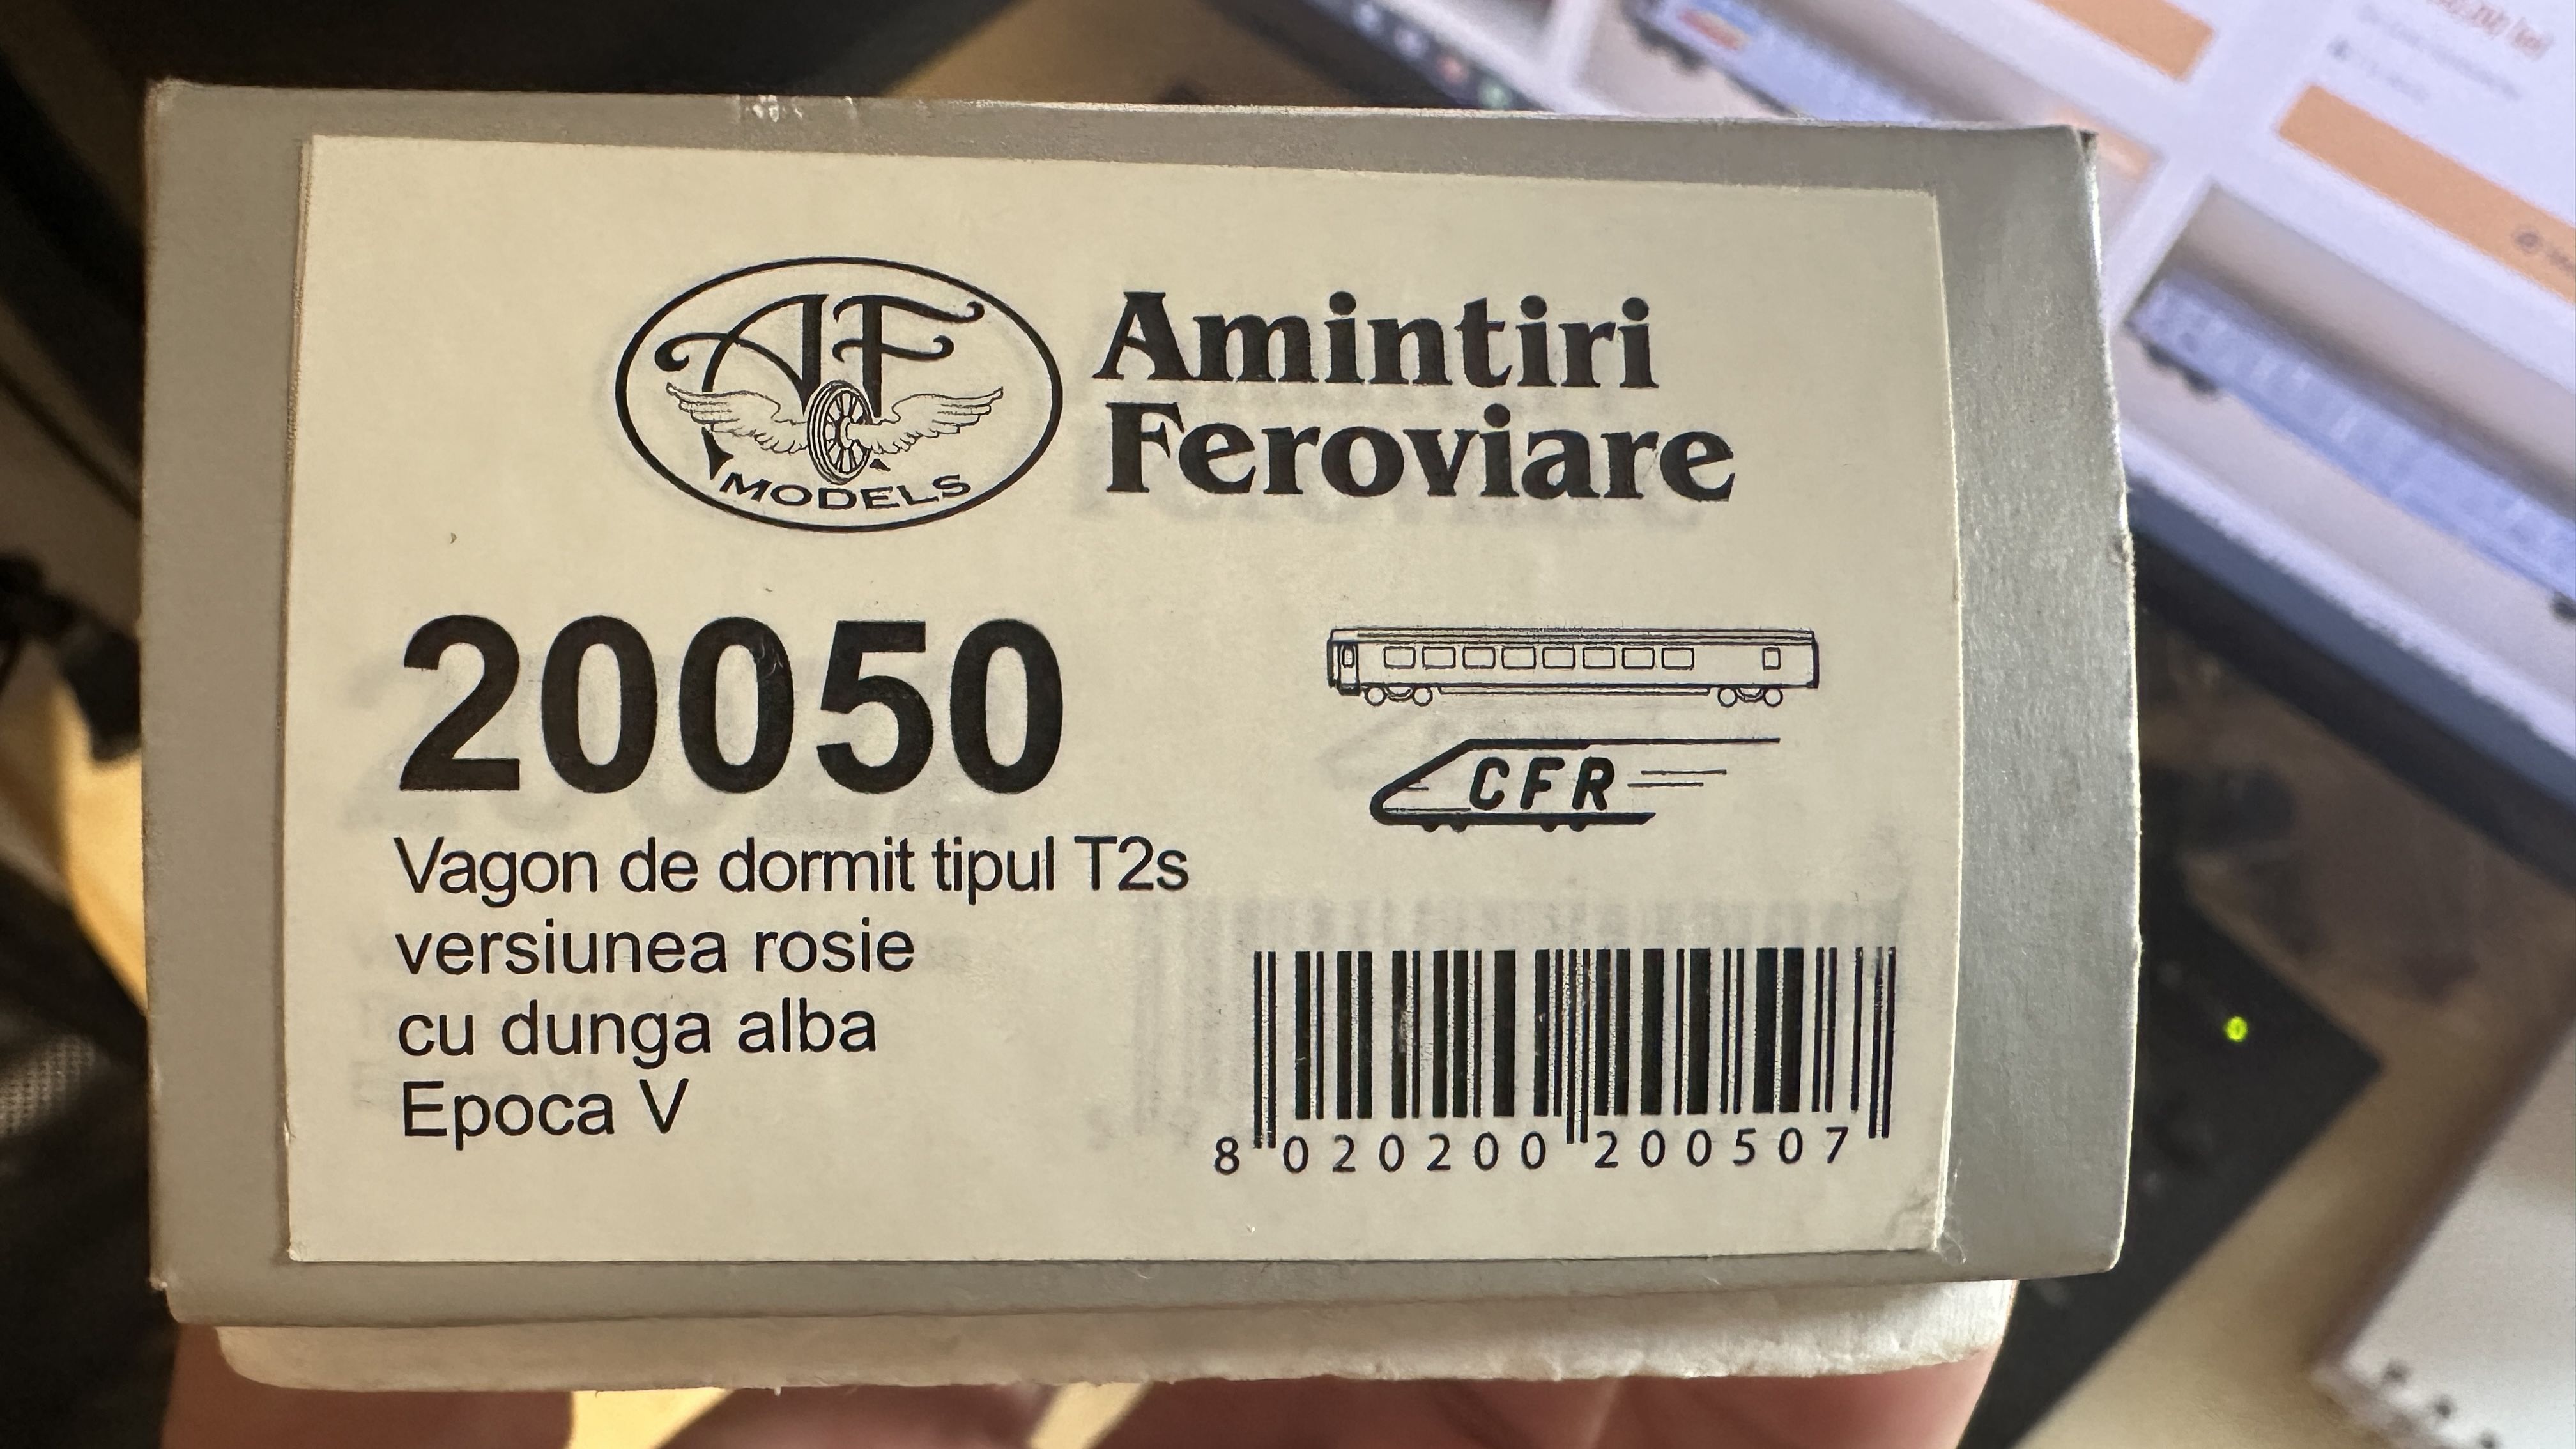 AF
MODELS
Amintiri
Feroviare
20050
CFR
Vagon de dormit tipul T2s
versiunea rosie
cu dunga alba
Epoca V
8 020200 200507